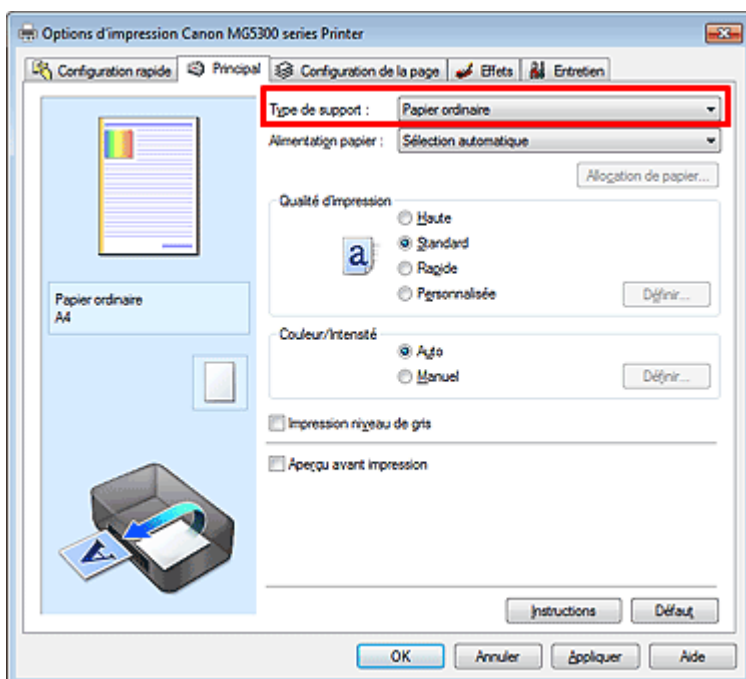 Options d'impression Canon MG5300 series Printer
Configuration rapide Principal Configuration de la page Effets Entretien
Type de support : Papier ordinaire
Alimentation papier : Sélection automatique
Allocation de papier...
Qualité d'impression
Haute
a Standard
Rapide
Personnalisée Définir...
Papier ordinaire
A4
Couleur/Intensité
Auto
Manuel Définir...
Impression niveau de gris
Aperçu avant impression
A
Instructions Défaut
OK Annuler Appliquer Aide